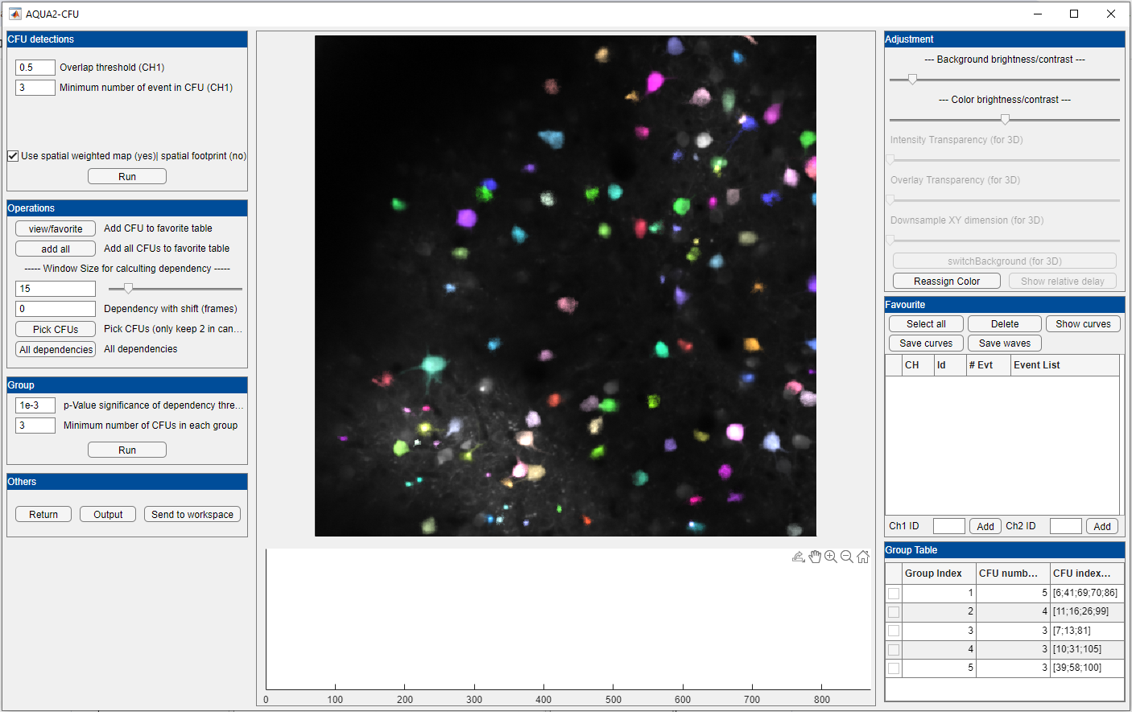 AQUA2-CFU
CFU detections
0.5 Overlap threshold (CH1)
3 Minimum number of event in CFU (CH1)
Use spatial weighted map (yes)| spatial footprint (no)
Run
Operations
view/favorite Add CFU to favorite table
add all Add all CFUs to favorite table
----- Window Size for calculting dependency -----
15
0 Dependency with shift (frames)
Pick CFUs Pick CFUs (only keep 2 in can...
All dependencies All dependencies
Group
1e-3 p-Value significance of dependency thre...
3 Minimum number of CFUs in each group
Run
Others
Return Output Send to workspace
0 100 200 300 400 500 600 700 800
Adjustment
--- Background brightness/contrast ---
--- Color brightness/contrast ---
Intensity Transparency (for 3D)
Overlay Transparency (for 3D)
Downsample XY dimension (for 3D)
switchBackground (for 3D)
Reassign Color Show relative delay
Favourite
Select all Delete Show curves
Save curves Save waves
CH Id # Evt Event List
Ch1 ID Add Ch2 ID Add
Group Table
Group Index CFU numb... CFU index...
1 5 [6;41;69;70;86]
2 4 [11;16;26;99]
3 3 [7;13;81]
4 3 [10;31;105]
5 3 [39;58;100]